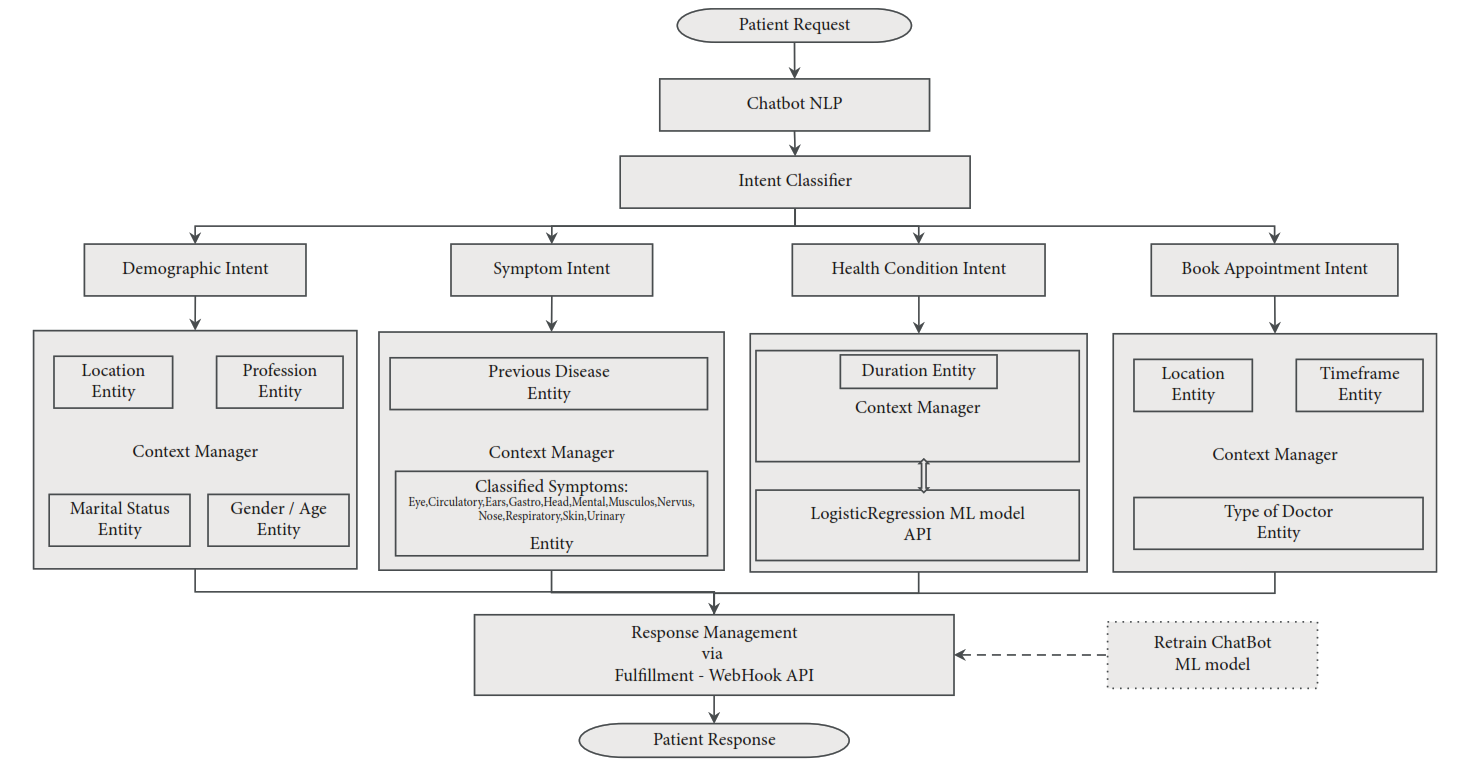 Patient Request
Chatbot NLP
Intent Classifier
Demographic Intent
Symptom Intent
Health Condition Intent
Book Appointment Intent
Location
Entity
Profession
Entity
Context Manager
Marital Status
Entity
Gender / Age
Entity
Previous Disease
Entity
Context Manager
Classified Symptoms:
Eye,Circulatory,Ears,Gastro,Head,Mental,Musculos,Nervus,
Nose,Respiratory,Skin,Urinary
Entity
Duration Entity
Context Manager
LogisticRegression ML model
API
Location
Entity
Timeframe
Entity
Context Manager
Type of Doctor
Entity
Response Management
via
Fulfillment - WebHook API
Retrain ChatBot
ML model
Patient Response